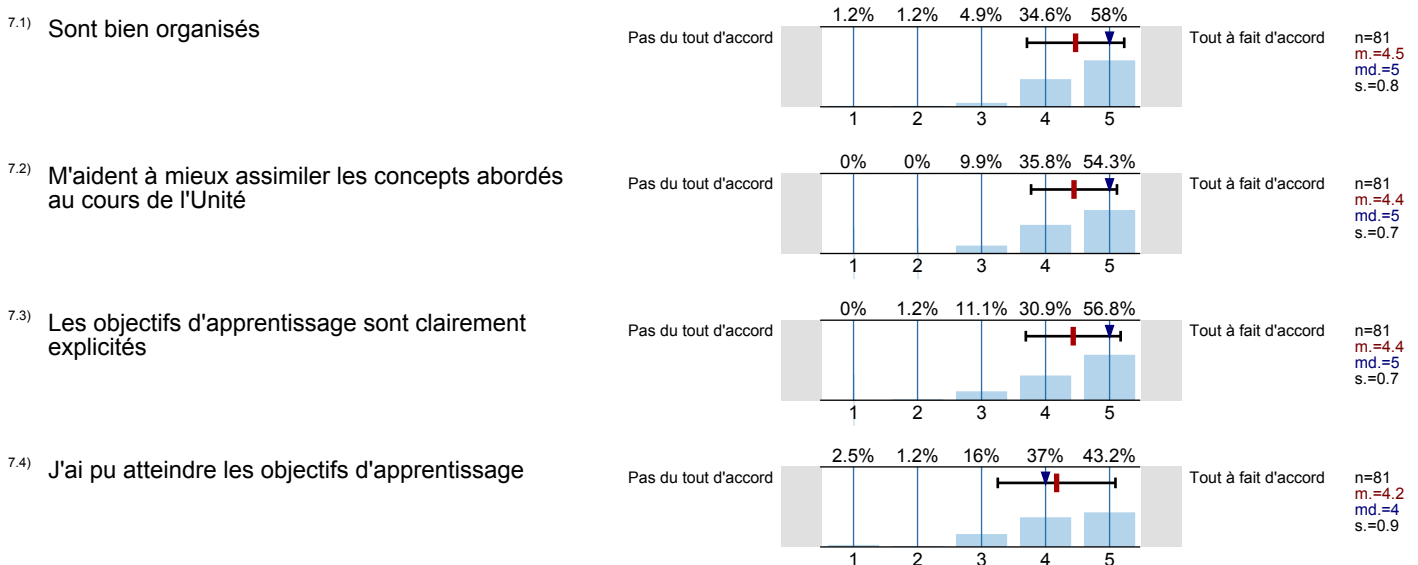 7.1) Sont bien organisés
1.2% 1.2% 4.9% 34.6% 58%
Pas du tout d'accord
Tout à fait d'accord
n=81
m.=4.5
md.=5
s.=0.8
1 2 3 4 5
7.2) M'aident à mieux assimiler les concepts abordés
au cours de l'Unité
0% 0% 9.9% 35.8% 54.3%
Pas du tout d'accord
Tout à fait d'accord
n=81
m.=4.4
md.=5
s.=0.7
1 2 3 4 5
7.3) Les objectifs d'apprentissage sont clairement
explicités
0% 1.2% 11.1% 30.9% 56.8%
Pas du tout d'accord
Tout à fait d'accord
n=81
m.=4.4
md.=5
s.=0.7
1 2 3 4 5
7.4) J'ai pu atteindre les objectifs d'apprentissage
2.5% 1.2% 16% 37% 43.2%
Pas du tout d'accord
Tout à fait d'accord
n=81
m.=4.2
md.=4
s.=0.9
1 2 3 4 5